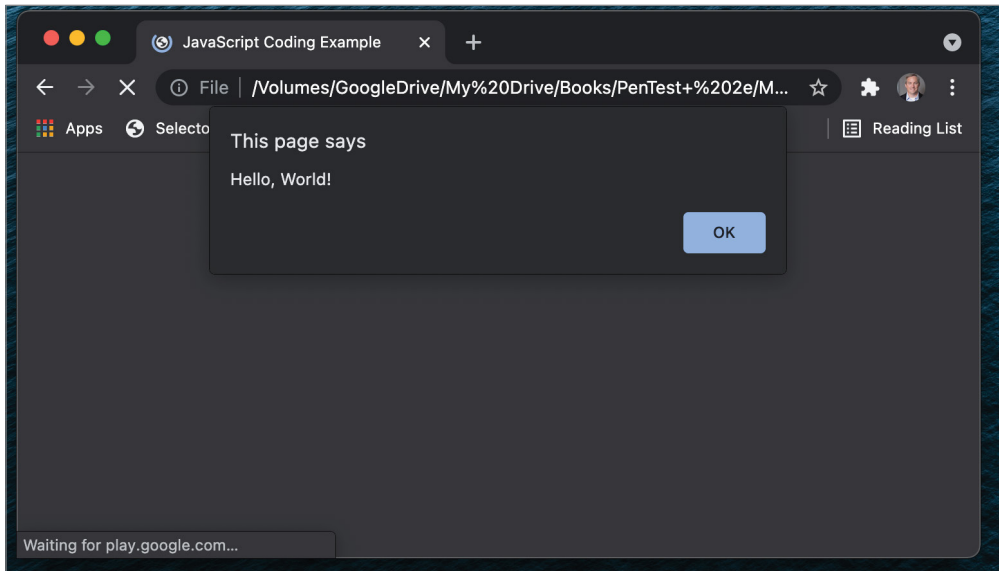 JavaScript Coding Example
File | /Volumes/GoogleDrive/My%20Drive/Books/PenTest+%202e/M...
Apps Selecto Reading List
This page says
Hello, World!
OK
Waiting for play.google.com...